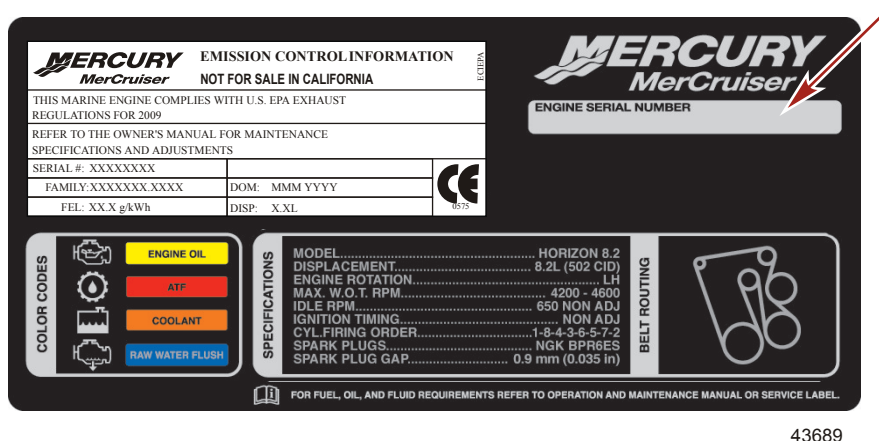 MERCURY
MerCruiser
EMISSION CONTROL INFORMATION
NOT FOR SALE IN CALIFORNIA
ECIEPA
THIS MARINE ENGINE COMPLIES WITH U.S. EPA EXHAUST
REGULATIONS FOR 2009
REFER TO THE OWNER'S MANUAL FOR MAINTENANCE
SPECIFICATIONS AND ADJUSTMENTS
SERIAL #: XXXXXXXX
FAMILY:XXXXXXX.XXXX
DOM: MMM YYYY
FEL: XX.X g/kWh
DISP: X.XL
CE
0575
MERCURY
MerCruiser
ENGINE SERIAL NUMBER
COLOR CODES
ENGINE OIL
ATF
COOLANT
RAW WATER FLUSH
SPECIFICATIONS
MODEL........................................ HORIZON 8.2
DISPLACEMENT........................... 8.2L (502 CID)
ENGINE ROTATION....................................... LH
MAX. W.O.T. RPM............................. 4200 - 4600
IDLE RPM.................................... 650 NON ADJ
IGNITION TIMING................................ NON ADJ
CYL.FIRING ORDER.......................1-8-4-3-6-5-7-2
SPARK PLUGS.............................. NGK BPR6ES
SPARK PLUG GAP.................... 0.9 mm (0.035 in)
BELT ROUTING
FOR FUEL, OIL, AND FLUID REQUIREMENTS REFER TO OPERATION AND MAINTENANCE MANUAL OR SERVICE LABEL.
43689